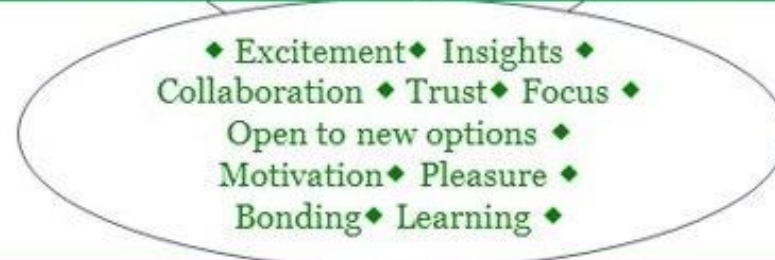 ◆ Excitement◆ Insights ◆
Collaboration ◆ Trust◆ Focus ◆
Open to new options ◆
Motivation◆ Pleasure ◆
Bonding◆ Learning ◆